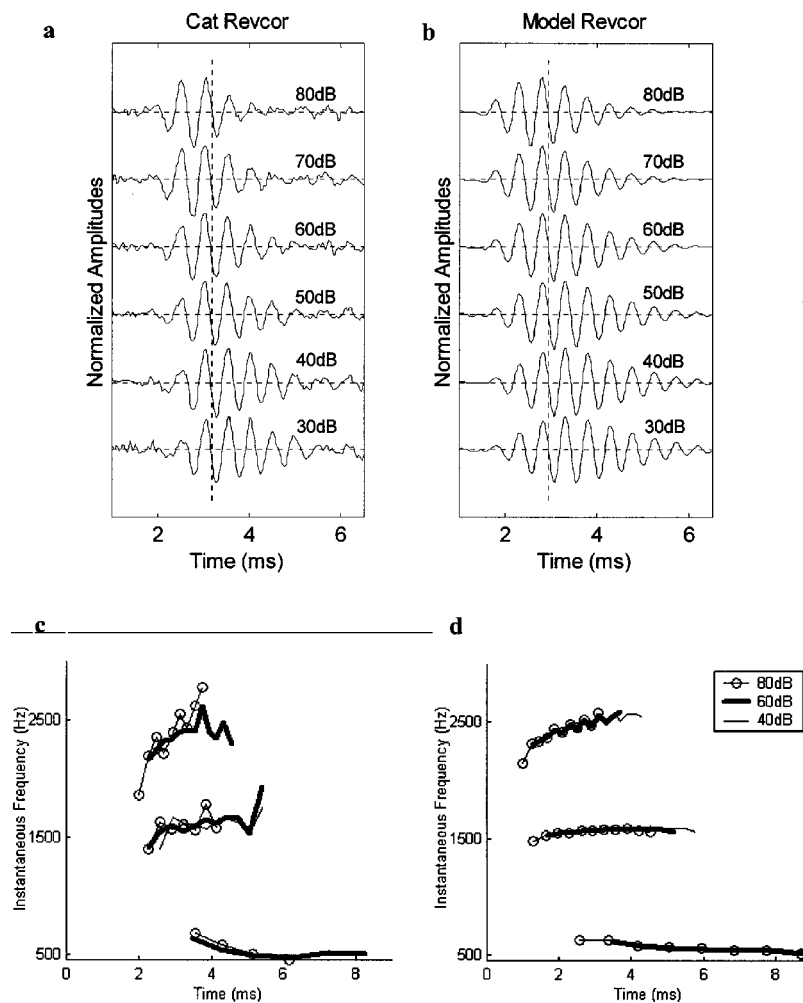 a
Cat Revcor
Normalized Amplitudes
80dB
70dB
60dB
50dB
40dB
30dB
2
4
6
Time (ms)
b
Model Revcor
Normalized Amplitudes
80dB
70dB
60dB
50dB
40dB
30dB
2
4
6
Time (ms)
c
Instantaneous Frequency (Hz)
2500
1500
500
0
2
4
6
8
Time (ms)
d
Instantaneous Frequency (Hz)
2500
1500
500
0
2
4
6
8
Time (ms)
80dB
60dB
40dB